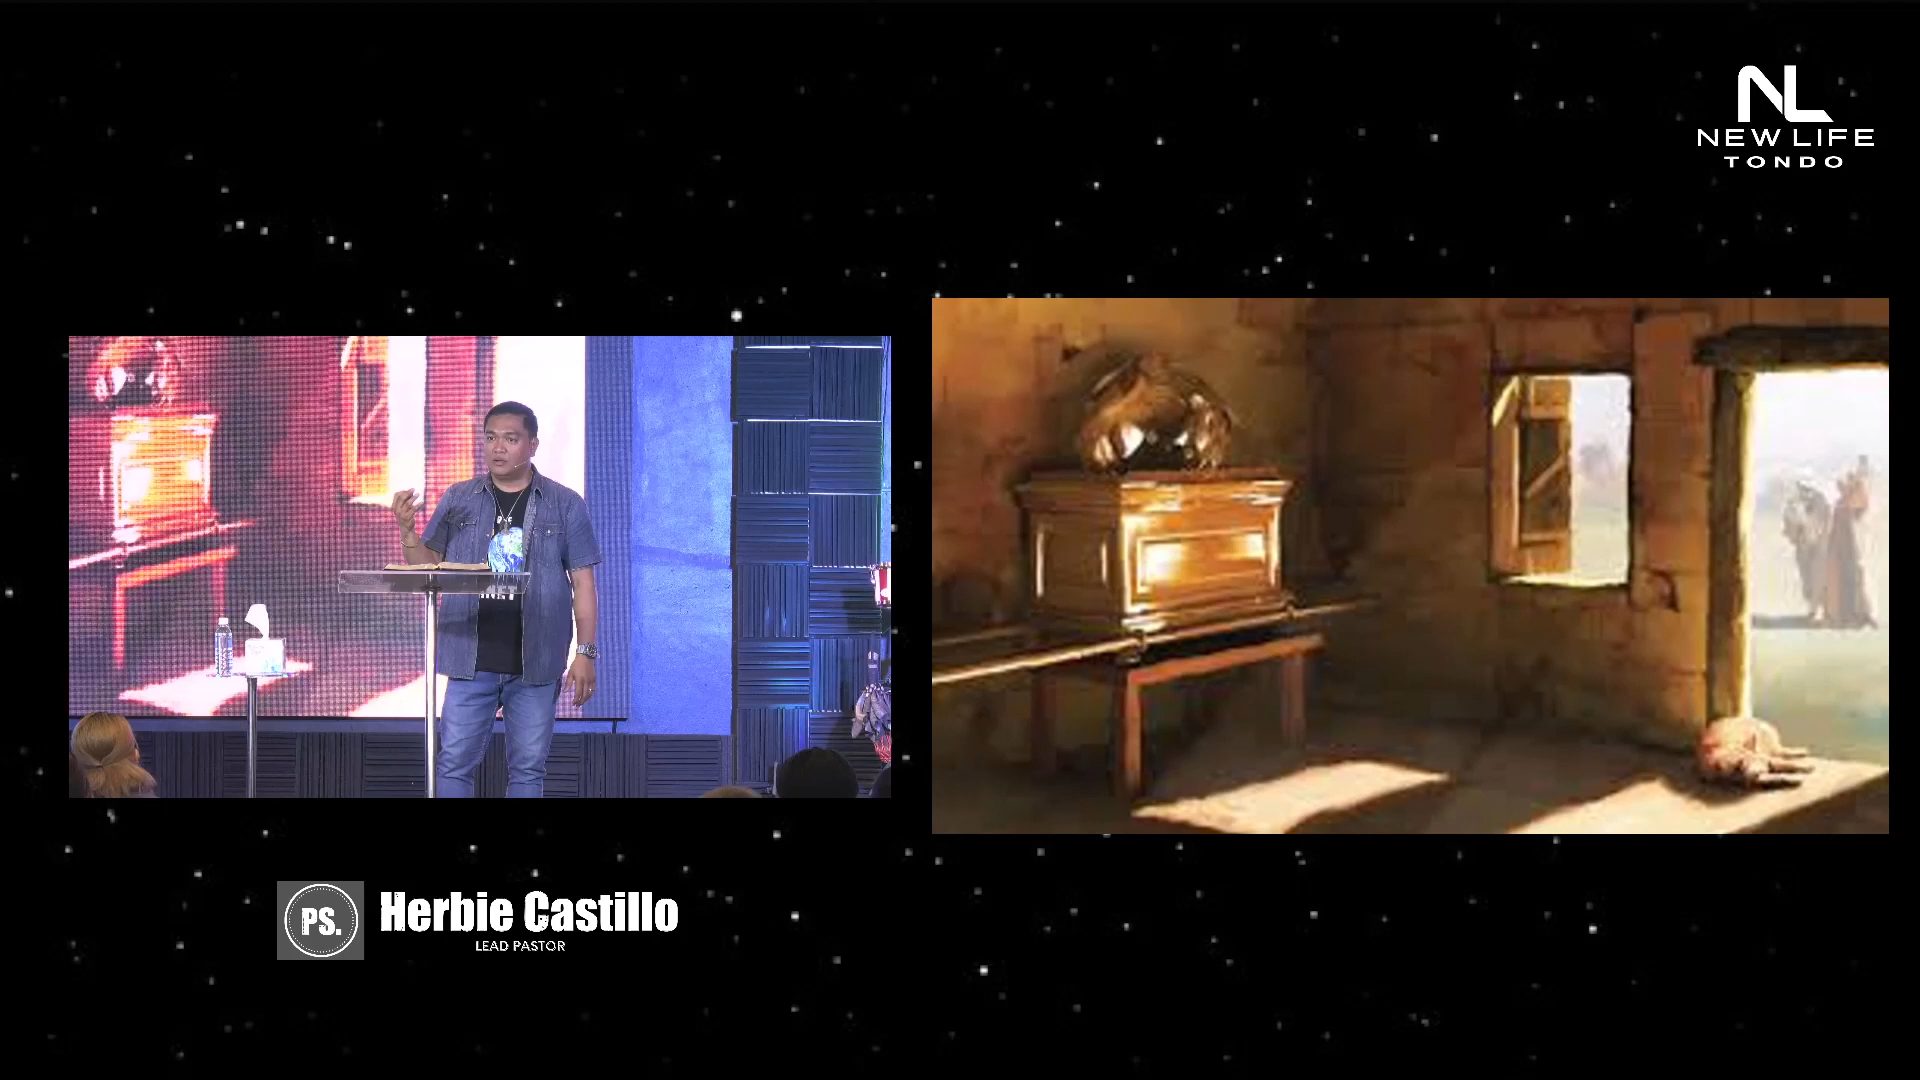 NL
NEW LIFE
TONDO
PS.
Herbie Castillo
LEAD PASTOR